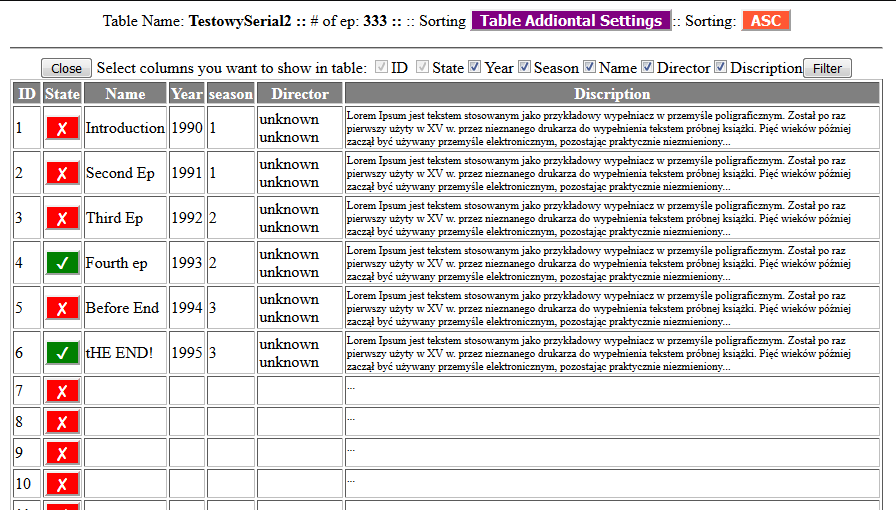 Table Name: TestowySerial2 :: # of ep: 333 :: :: Sorting Table Addiontal Settings:: Sorting: ASC
Close Select columns you want to show in table: ID State Year Season Name Director Discription Filter
ID State Name Year season Director Discription
1 ✗ Introduction 1990 1 unknown unknown Lorem Ipsum jest tekstem stosowanym jako przykładowy wypełniacz w przemyśle poligraficznym. Został po raz
pierwszy użyty w XV w. przez nieznanego drukarza do wypełnienia tekstem próbnej książki. Pięć wieków później
zaczął być używany przemyśle elektronicznym, pozostając praktycznie niezmieniony...
2 ✗ Second Ep 1991 1 unknown unknown Lorem Ipsum jest tekstem stosowanym jako przykładowy wypełniacz w przemyśle poligraficznym. Został po raz
pierwszy użyty w XV w. przez nieznanego drukarza do wypełnienia tekstem próbnej książki. Pięć wieków później
zaczął być używany przemyśle elektronicznym, pozostając praktycznie niezmieniony...
3 ✗ Third Ep 1992 2 unknown unknown Lorem Ipsum jest tekstem stosowanym jako przykładowy wypełniacz w przemyśle poligraficznym. Został po raz
pierwszy użyty w XV w. przez nieznanego drukarza do wypełnienia tekstem próbnej książki. Pięć wieków później
zaczął być używany przemyśle elektronicznym, pozostając praktycznie niezmieniony...
4 ✓ Fourth ep 1993 2 unknown unknown Lorem Ipsum jest tekstem stosowanym jako przykładowy wypełniacz w przemyśle poligraficznym. Został po raz
pierwszy użyty w XV w. przez nieznanego drukarza do wypełnienia tekstem próbnej książki. Pięć wieków później
zaczął być używany przemyśle elektronicznym, pozostając praktycznie niezmieniony...
5 ✗ Before End 1994 3 unknown unknown Lorem Ipsum jest tekstem stosowanym jako przykładowy wypełniacz w przemyśle poligraficznym. Został po raz
pierwszy użyty w XV w. przez nieznanego drukarza do wypełnienia tekstem próbnej książki. Pięć wieków później
zaczął być używany przemyśle elektronicznym, pozostając praktycznie niezmieniony...
6 ✓ tHE END! 1995 3 unknown unknown Lorem Ipsum jest tekstem stosowanym jako przykładowy wypełniacz w przemyśle poligraficznym. Został po raz
pierwszy użyty w XV w. przez nieznanego drukarza do wypełnienia tekstem próbnej książki. Pięć wieków później
zaczął być używany przemyśle elektronicznym, pozostając praktycznie niezmieniony...
7 ✗ ...
8 ✗ ...
9 ✗ ...
10 ✗ ...